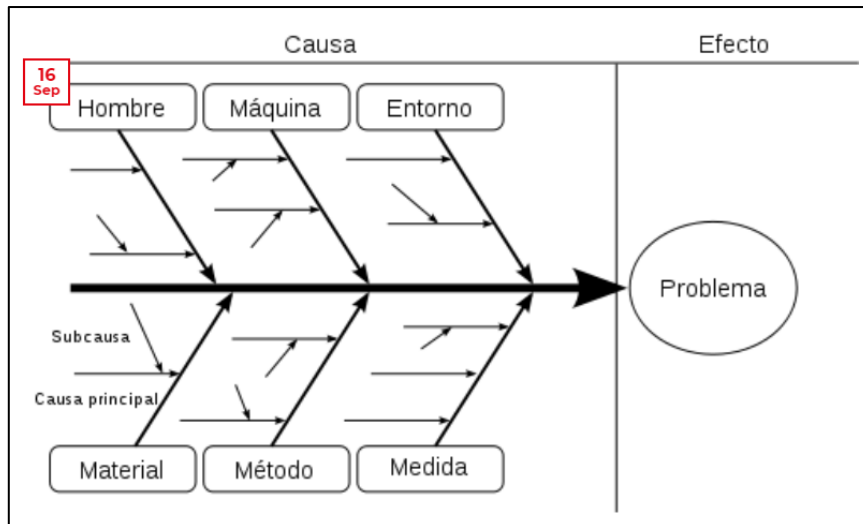 Causa
Efecto
16
Sep
Hombre
Máquina
Entorno
Problema
Subcausa
Causa principal
Material
Método
Medida